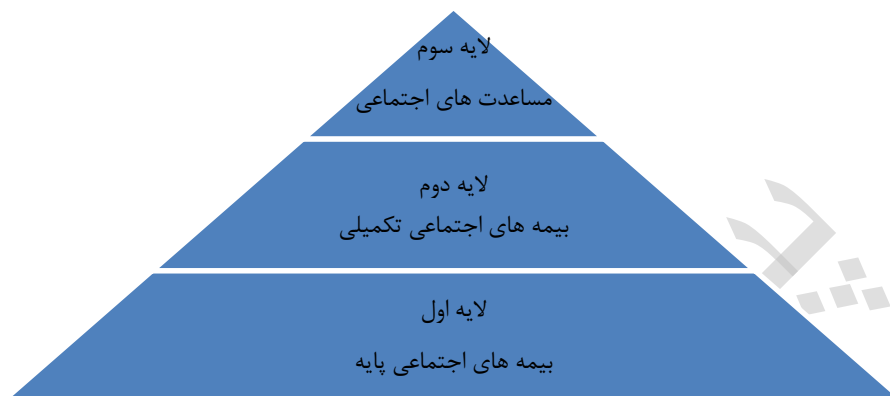 لایه سوم
مساعدت های اجتماعی
لایه دوم
بیمه های اجتماعی تکمیلی
لایه اول
بیمه های اجتماعی پایه